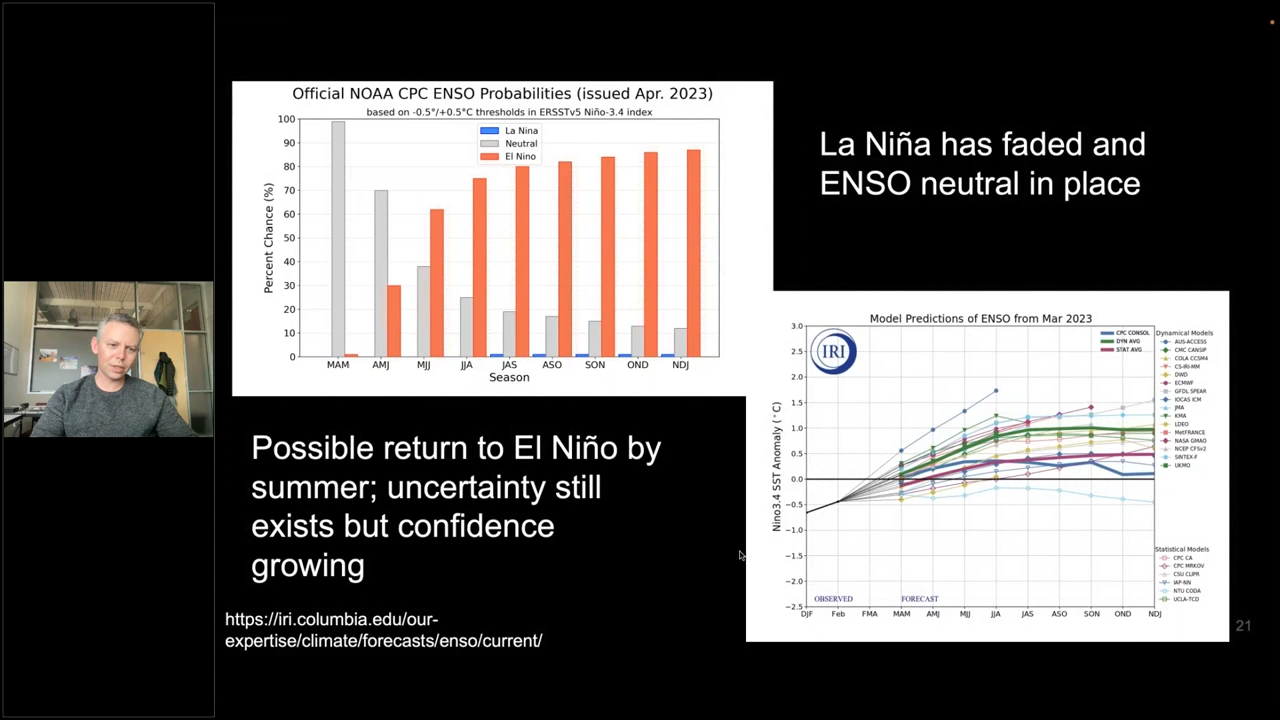 Official NOAA CPC ENSO Probabilities (issued Apr. 2023)
based on -0.5°/+0.5°C thresholds in ERSSTv5 Niño-3.4 index
La Nina
Neutral
El Nino
Percent Chance (%)
100
90
80
70
60
50
40
30
20
10
0
MAM AMJ MJJ JJA JAS ASO SON OND NDJ
Season
La Niña has faded and
ENSO neutral in place
Model Predictions of ENSO from Mar 2023
IRI
CPC CONSOL
DYN AVG
STAT AVG
Nino3.4 SST Anomaly (°C)
3.0
2.5
2.0
1.5
1.0
0.5
0.0
−0.5
−1.0
−1.5
−2.0
−2.5
OBSERVED FORECAST
DJF Feb FMA MAM AMJ MJJ JJA JAS ASO SON OND NDJ
Dynamical Models
AUS-ACCESS
CMC CANSIP
COLA CCSM4
CS-IRI-MM
DWD
ECMWF
GFDL SPEAR
IOCAS ICM
JMA
KMA
LDEO
MetFRANCE
NASA GMAO
NCEP CFSv2
SINTEX-F
UKMO
Statistical Models
CPC CA
CPC MRKOV
CSU CLIPR
IAP-NN
NTU CODA
UCLA-TCD
Possible return to El Niño by
summer; uncertainty still
exists but confidence
growing
https://iri.columbia.edu/our-
expertise/climate/forecasts/enso/current/
21